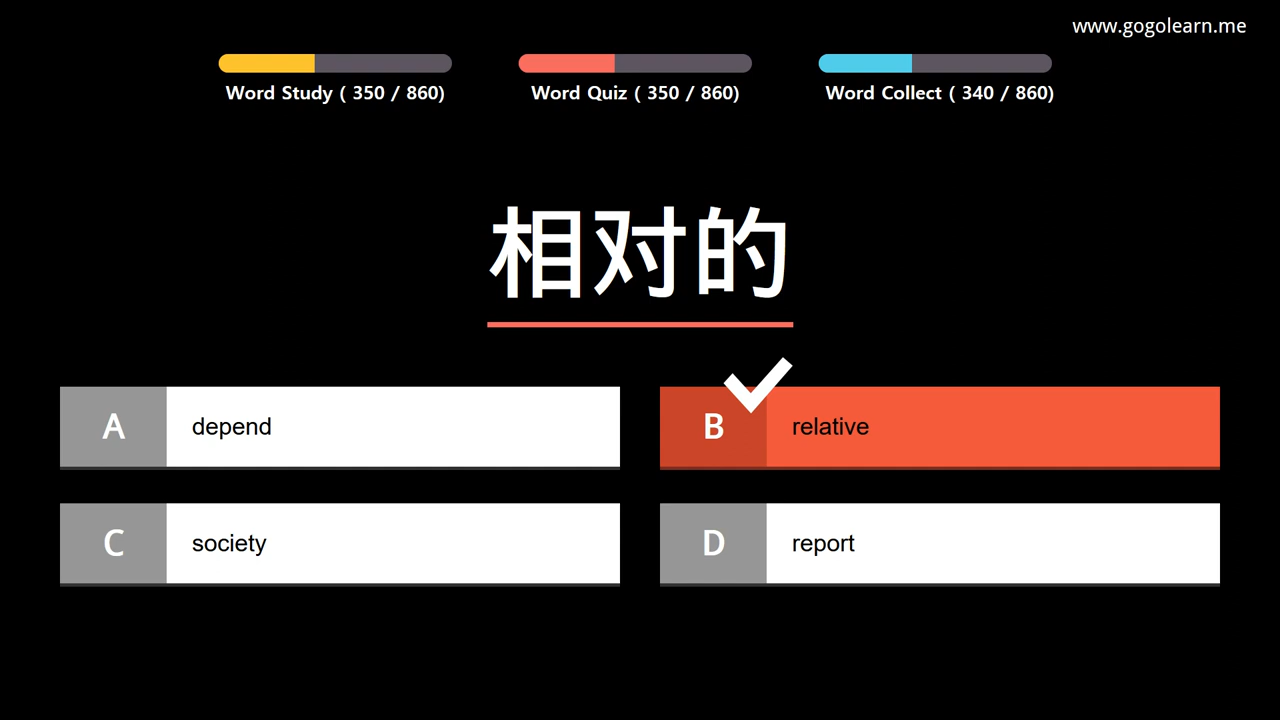 www.gogolearn.me
Word Study ( 350 / 860)
Word Quiz ( 350 / 860)
Word Collect ( 340 / 860)
相对的
A depend
B relative
C society
D report